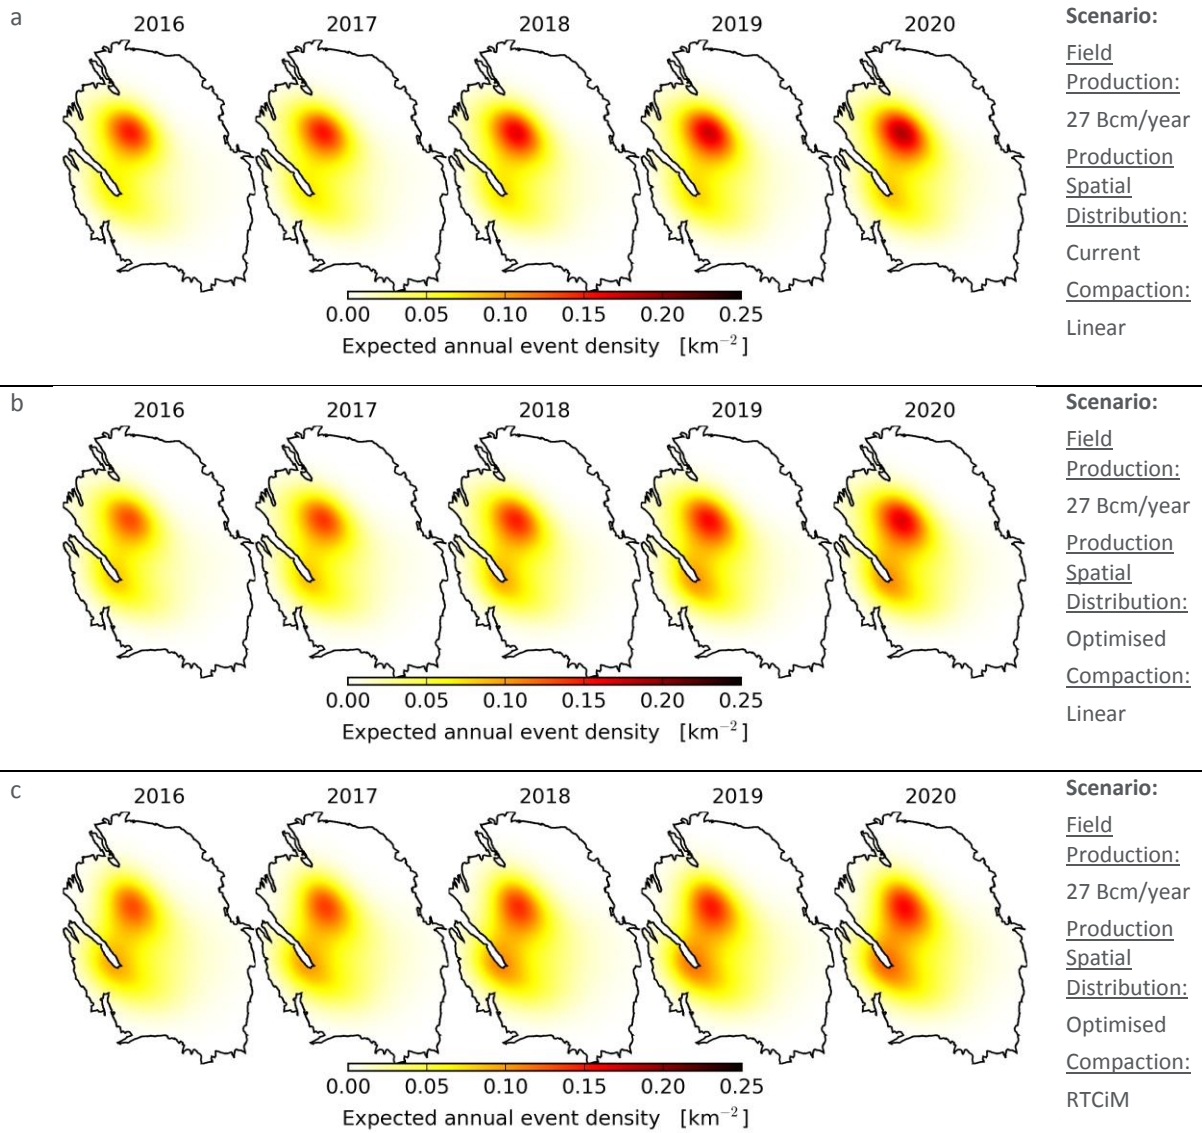 a
2016 2017 2018 2019 2020
0.00 0.05 0.10 0.15 0.20 0.25
Expected annual event density [km−2]
Scenario:
Field
Production:
27 Bcm/year
Production
Spatial
Distribution:
Current
Compaction:
Linear
b
2016 2017 2018 2019 2020
0.00 0.05 0.10 0.15 0.20 0.25
Expected annual event density [km−2]
Scenario:
Field
Production:
27 Bcm/year
Production
Spatial
Distribution:
Optimised
Compaction:
Linear
c
2016 2017 2018 2019 2020
0.00 0.05 0.10 0.15 0.20 0.25
Expected annual event density [km−2]
Scenario:
Field
Production:
27 Bcm/year
Production
Spatial
Distribution:
Optimised
Compaction:
RTCiM